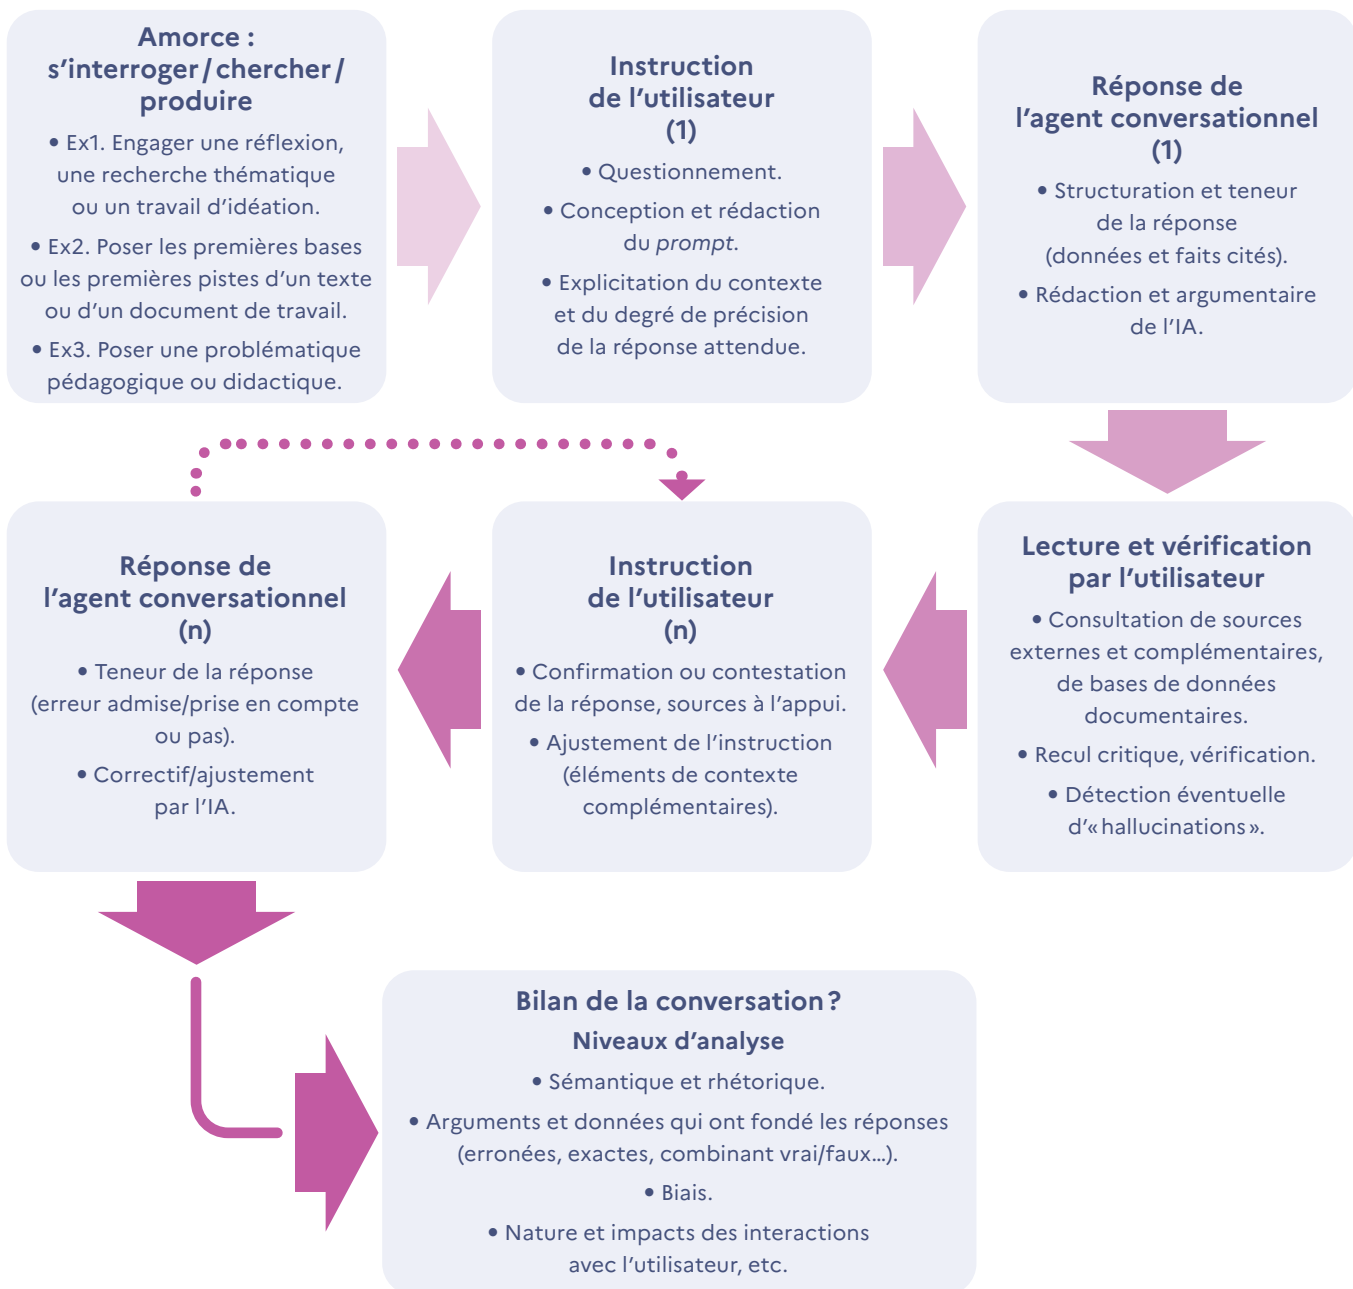 Amorce :
s’interroger / chercher /
produire
• Ex1. Engager une réflexion,
une recherche thématique
ou un travail d’idéation.
• Ex2. Poser les premières bases
ou les premières pistes d’un texte
ou d’un document de travail.
• Ex3. Poser une problématique
pédagogique ou didactique.
Instruction
de l’utilisateur
(1)
• Questionnement.
• Conception et rédaction
du prompt.
• Explicitation du contexte
et du degré de précision
de la réponse attendue.
Réponse de
l’agent conversationnel
(1)
• Structuration et teneur
de la réponse
(données et faits cités).
• Rédaction et argumentaire
de l’IA.
Lecture et vérification
par l’utilisateur
• Consultation de sources
externes et complémentaires,
de bases de données
documentaires.
• Recul critique, vérification.
• Détection éventuelle
d’« hallucinations ».
Instruction
de l’utilisateur
(n)
• Confirmation ou contestation
de la réponse, sources à l’appui.
• Ajustement de l’instruction
(éléments de contexte
complémentaires).
Réponse de
l’agent conversationnel
(n)
• Teneur de la réponse
(erreur admise/prise en compte
ou pas).
• Correctif/ajustement
par l’IA.
Bilan de la conversation ?
Niveaux d’analyse
• Sémantique et rhétorique.
• Arguments et données qui ont fondé les réponses
(erronées, exactes, combinant vrai/faux…).
• Biais.
• Nature et impacts des interactions
avec l’utilisateur, etc.